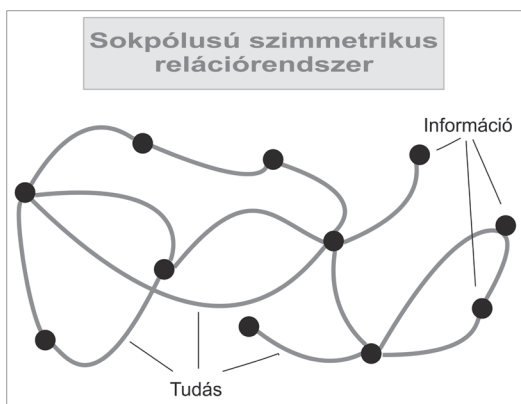 Sokpólusú szimmetrikus
relációrendszer
Információ
Tudás